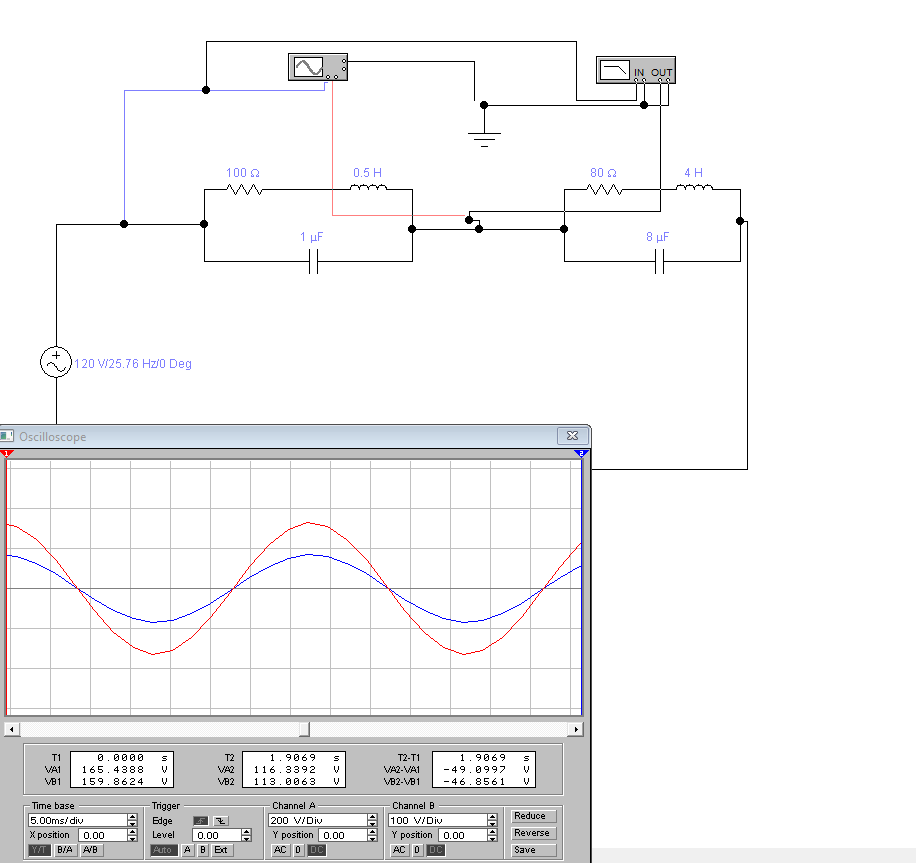 IN OUT
100 Ω 0.5 H 80 Ω 4 H
1 µF 8 µF
120 V/25.76 Hz/0 Deg
Oscilloscope
1 2
T1 0.0000 s T2 1.9069 s T2-T1 1.9069 s
VA1 165.4388 V VA2 116.3392 V VA2-VA1 -49.0997 V
VB1 159.8624 V VB2 113.0063 V VB2-VB1 -46.8561 V
Time base Trigger Channel A Channel B
5.00ms/div Edge 200 V/Div 100 V/Div Reduce
X position 0.00 Level 0.00 Y position 0.00 Y position 0.00 Reverse
Y/T B/A A/B Auto A B Ext AC 0 DC AC 0 DC Save